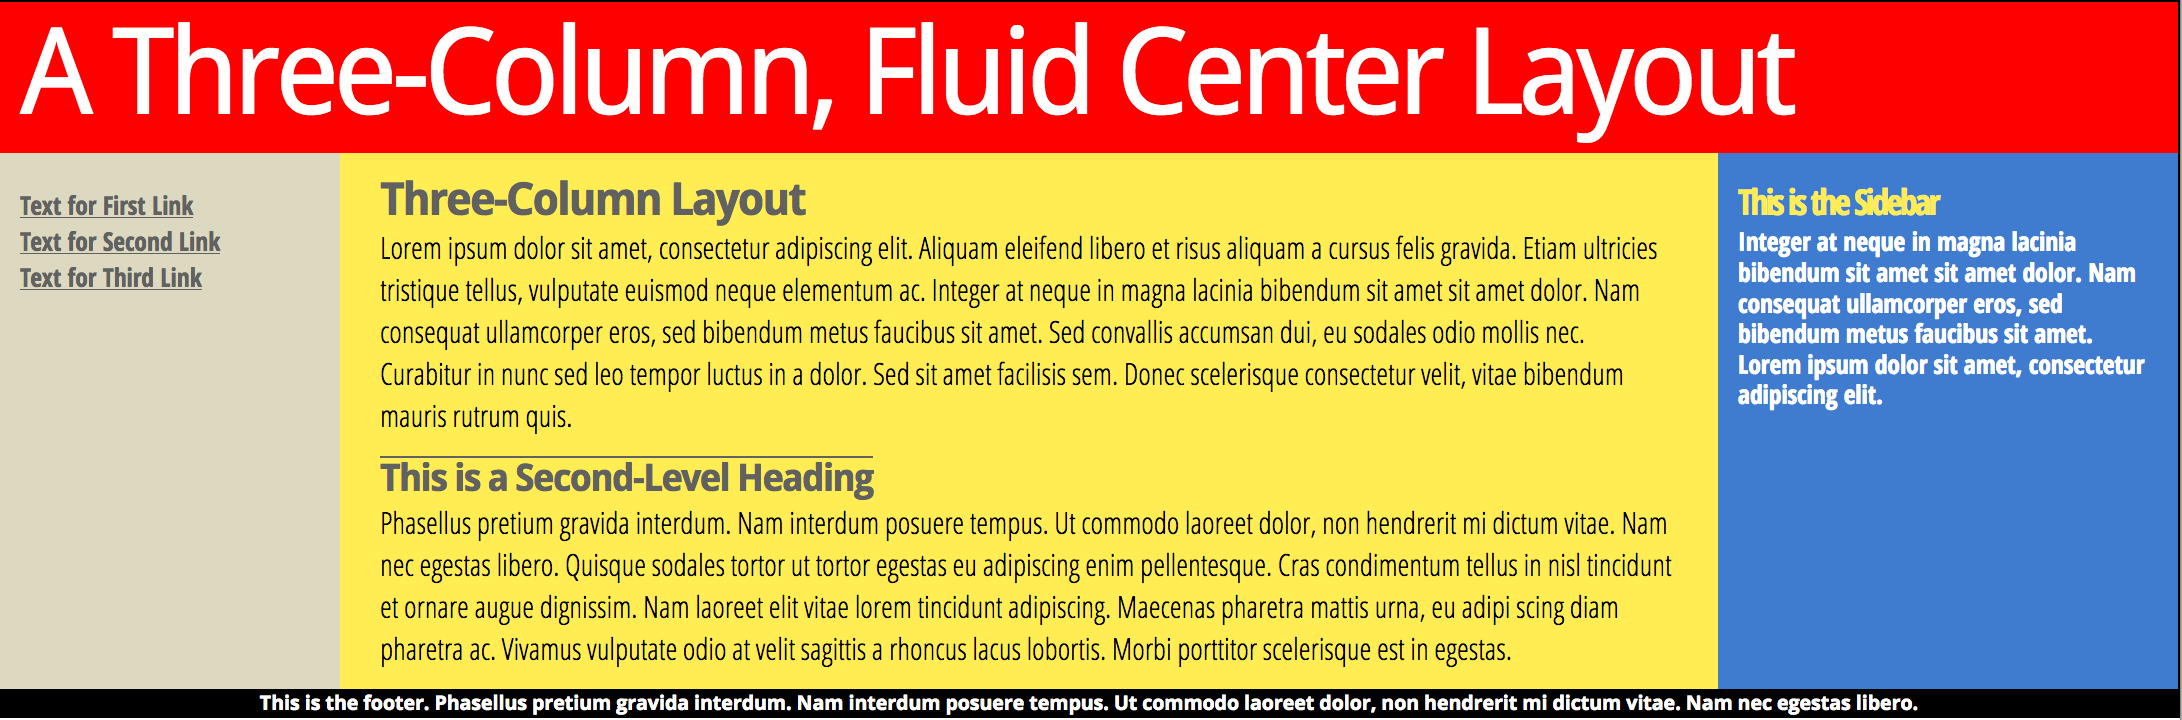 A Three-Column, Fluid Center Layout
Text for First Link
Text for Second Link
Text for Third Link
Three-Column Layout
Lorem ipsum dolor sit amet, consectetur adipiscing elit. Aliquam eleifend libero et risus aliquam a cursus felis gravida. Etiam ultricies
tristique tellus, vulputate euismod neque elementum ac. Integer at neque in magna lacinia bibendum sit amet sit amet dolor. Nam
consequat ullamcorper eros, sed bibendum metus faucibus sit amet. Sed convallis accumsan dui, eu sodales odio mollis nec.
Curabitur in nunc sed leo tempor luctus in a dolor. Sed sit amet facilisis sem. Donec scelerisque consectetur velit, vitae bibendum
mauris rutrum quis.
This is a Second-Level Heading
Phasellus pretium gravida interdum. Nam interdum posuere tempus. Ut commodo laoreet dolor, non hendrerit mi dictum vitae. Nam
nec egestas libero. Quisque sodales tortor ut tortor egestas eu adipiscing enim pellentesque. Cras condimentum tellus in nisl tincidunt
et ornare augue dignissim. Nam laoreet elit vitae lorem tincidunt adipiscing. Maecenas pharetra mattis urna, eu adipi scing diam
pharetra ac. Vivamus vulputate odio at velit sagittis a rhoncus lacus lobortis. Morbi porttitor scelerisque est in egestas.
This is the Sidebar
Integer at neque in magna lacinia
bibendum sit amet sit amet dolor. Nam
consequat ullamcorper eros, sed
bibendum metus faucibus sit amet.
Lorem ipsum dolor sit amet, consectetur
adipiscing elit.
This is the footer. Phasellus pretium gravida interdum. Nam interdum posuere tempus. Ut commodo laoreet dolor, non hendrerit mi dictum vitae. Nam nec egestas libero.